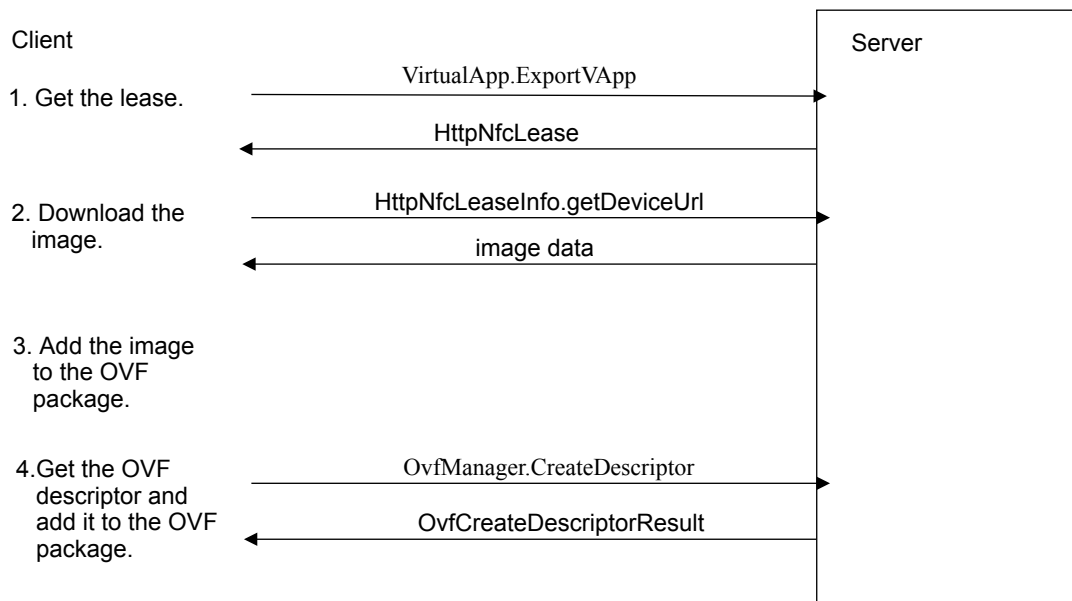 Client
Server
VirtualApp.ExportVApp
1. Get the lease.
HttpNfcLease
HttpNfcLeaseInfo.getDeviceUrl
2. Download the
image.
image data
3. Add the image
to the OVF
package.
4.Get the OVF
descriptor and
add it to the OVF
package.
OvfManager.CreateDescriptor
OvfCreateDescriptorResult